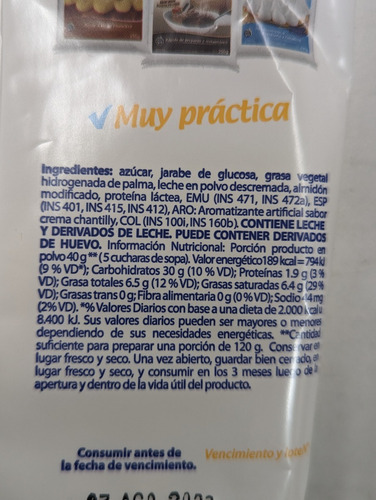 Muy práctica
Ingredientes: azúcar, jarabe de glucosa, grasa vegetal
hidrogenada de palma, leche en polvo descremada, almidón
modificado, proteína láctea, EMU (INS 471, INS 472a), ESP
(INS 401, INS 415, INS 412), ARO: Aromatizante artificial sabor
crema chantilly, COL (INS 100i, INS 160b). CONTIENE LECHE
Y DERIVADOS DE LECHE. PUEDE CONTENER DERIVADOS
DE HUEVO. Información Nutricional: Porción producto en
polvo 40 g** (5 cucharas de sopa). Valor energético 189 kcal = 794 kJ
(9 % VD*); Carbohidratos 30 g (10 % VD); Proteínas 1.9 g (3 %
VD); Grasa totales 6.5 g (12 % VD); Grasas saturadas 6.4 g (29 %
VD); Grasas trans 0 g; Fibra alimentaria 0 g (0 % VD); Sodio 44 mg
(2% VD). *% Valores Diarios con base a una dieta de 2.000 kcal u
8.400 kJ. Sus valores diarios pueden ser mayores o menores
dependiendo de sus necesidades energéticas. **Cantidad
suficiente para preparar una porción de 120 g. Conservar en
lugar fresco y seco. Una vez abierto, guardar bien cerrado, en
lugar fresco y seco, y consumir en los 3 meses luego de la
apertura y dentro de la vida útil del producto.
Consumir antes de
la fecha de vencimiento.
Vencimiento y Lote: